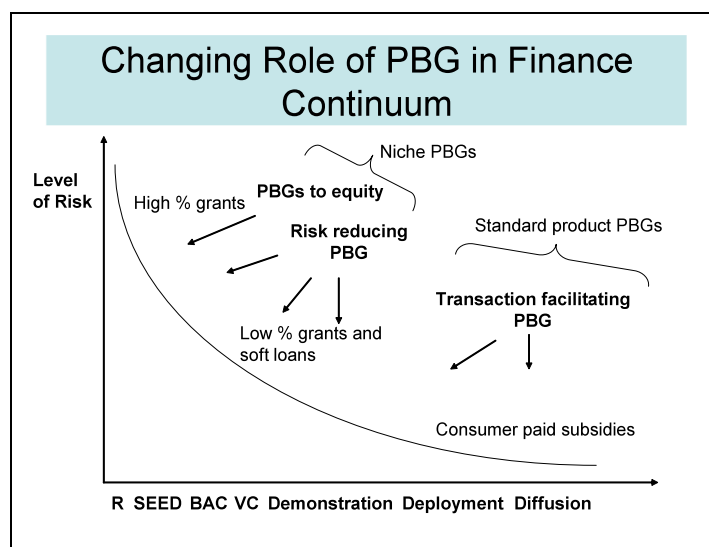 Changing Role of PBG in Finance
Continuum
Niche PBGs
Level
of Risk
PBGs to equity
High % grants
Risk reducing
PBG
Standard product PBGs
Transaction facilitating
PBG
Low % grants and
soft loans
Consumer paid subsidies
R SEED BAC VC Demonstration Deployment Diffusion